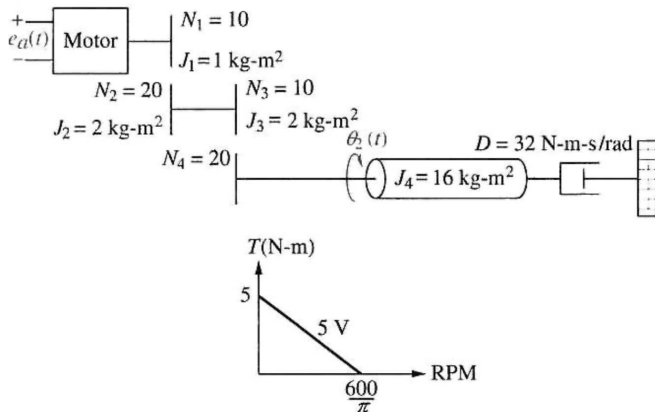 +
eₐ(t)
−
Motor
N₁ = 10
J₁ = 1 kg-m²
N₂ = 20
N₃ = 10
J₂ = 2 kg-m²
J₃ = 2 kg-m²
N₄ = 20
θ₂(t)
D = 32 N-m-s/rad
J₄ = 16 kg-m²
T(N-m)
5
5 V
RPM
600/π